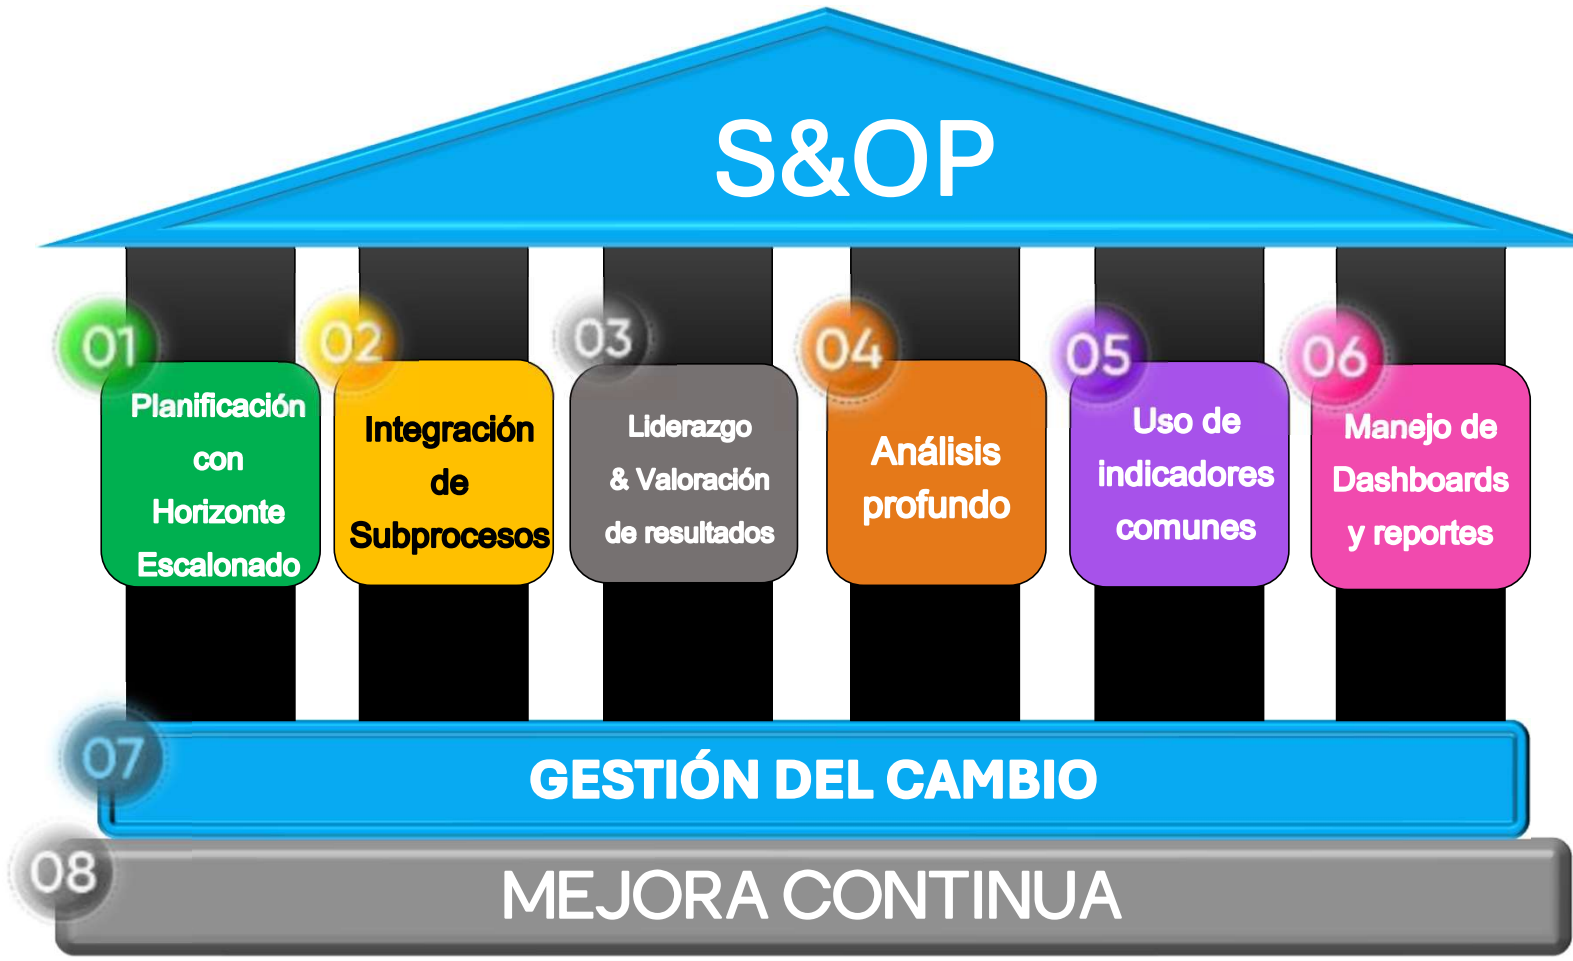 S&OP
01
Planificación
con
Horizonte
Escalonado
02
Integración
de
Subprocesos
03
Liderazgo
& Valoración
de resultados
04
Análisis
profundo
05
Uso de
indicadores
comunes
06
Manejo de
Dashboards
y reportes
07
GESTIÓN DEL CAMBIO
08
MEJORA CONTINUA